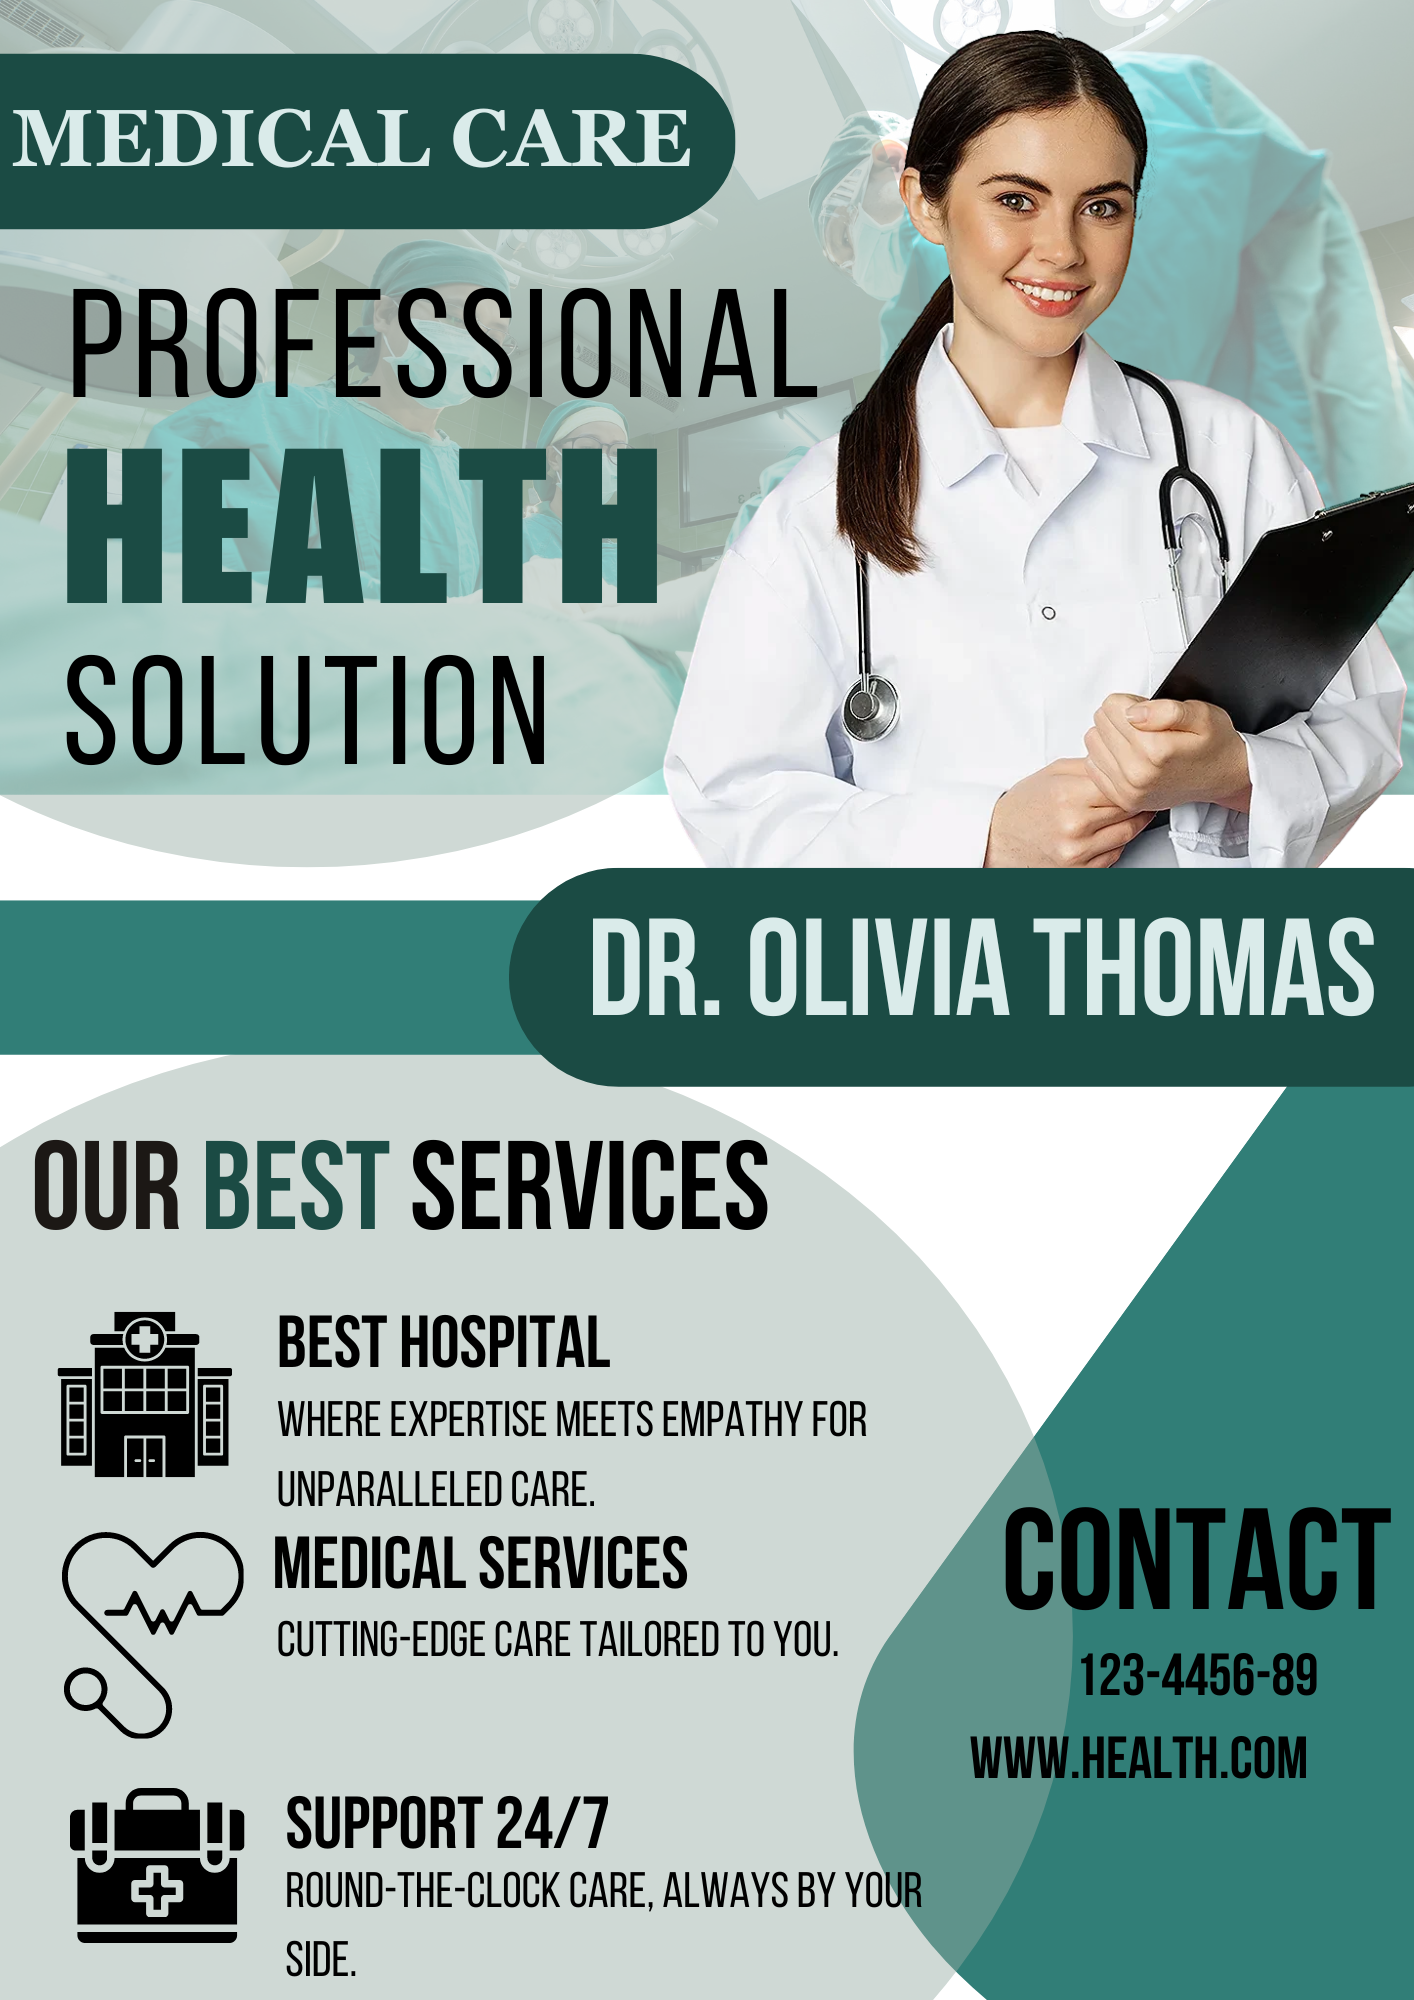 MEDICAL CARE
PROFESSIONAL
HEALTH
SOLUTION
DR. OLIVIA THOMAS
OUR BEST SERVICES
BEST HOSPITAL
WHERE EXPERTISE MEETS EMPATHY FOR
UNPARALLELED CARE.
MEDICAL SERVICES
CUTTING-EDGE CARE TAILORED TO YOU.
SUPPORT 24/7
ROUND-THE-CLOCK CARE, ALWAYS BY YOUR
SIDE.
CONTACT
123-4456-89
WWW.HEALTH.COM